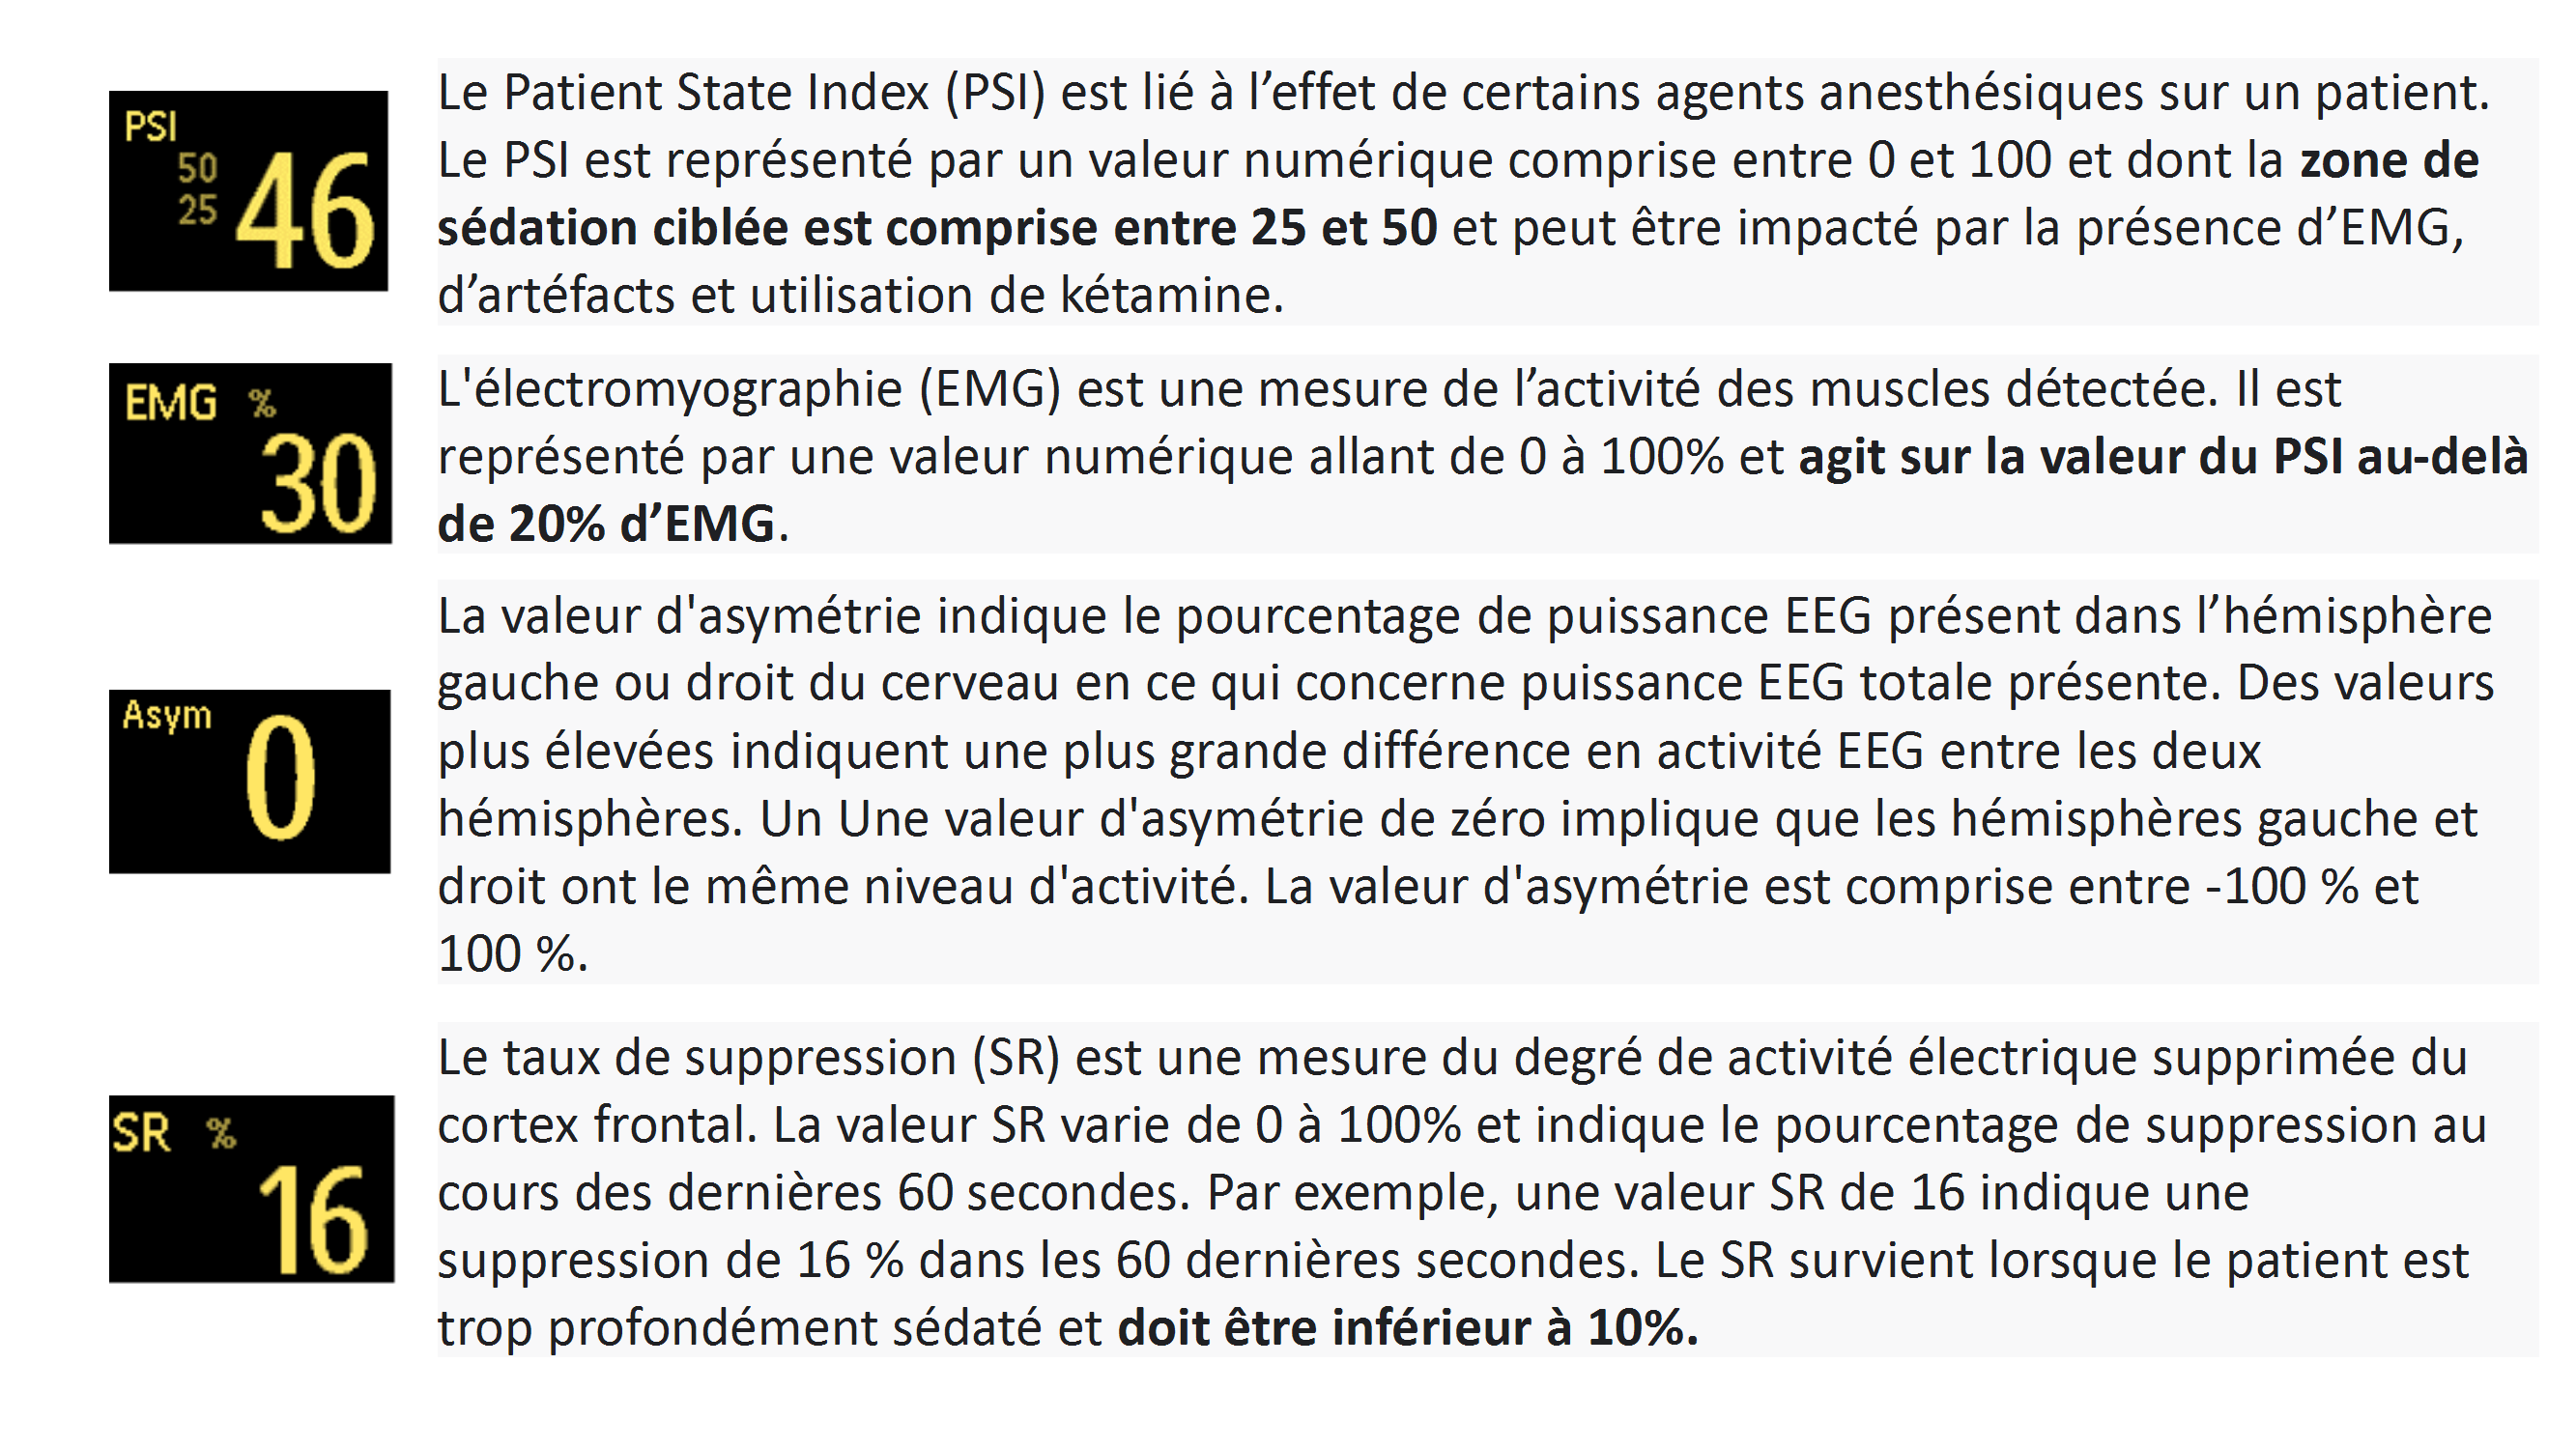 PSI
50
25
46
Le Patient State Index (PSI) est lié à l’effet de certains agents anesthésiques sur un patient.
Le PSI est représenté par un valeur numérique comprise entre 0 et 100 et dont la zone de
sédation ciblée est comprise entre 25 et 50 et peut être impacté par la présence d’EMG,
d’artéfacts et utilisation de kétamine.
EMG %
30
L'électromyographie (EMG) est une mesure de l’activité des muscles détectée. Il est
représenté par une valeur numérique allant de 0 à 100% et agit sur la valeur du PSI au-delà
de 20% d’EMG.
Asym
0
La valeur d'asymétrie indique le pourcentage de puissance EEG présent dans l’hémisphère
gauche ou droit du cerveau en ce qui concerne puissance EEG totale présente. Des valeurs
plus élevées indiquent une plus grande différence en activité EEG entre les deux
hémisphères. Un Une valeur d'asymétrie de zéro implique que les hémisphères gauche et
droit ont le même niveau d'activité. La valeur d'asymétrie est comprise entre -100 % et
100 %.
SR %
16
Le taux de suppression (SR) est une mesure du degré de activité électrique supprimée du
cortex frontal. La valeur SR varie de 0 à 100% et indique le pourcentage de suppression au
cours des dernières 60 secondes. Par exemple, une valeur SR de 16 indique une
suppression de 16 % dans les 60 dernières secondes. Le SR survient lorsque le patient est
trop profondément sédaté et doit être inférieur à 10%.